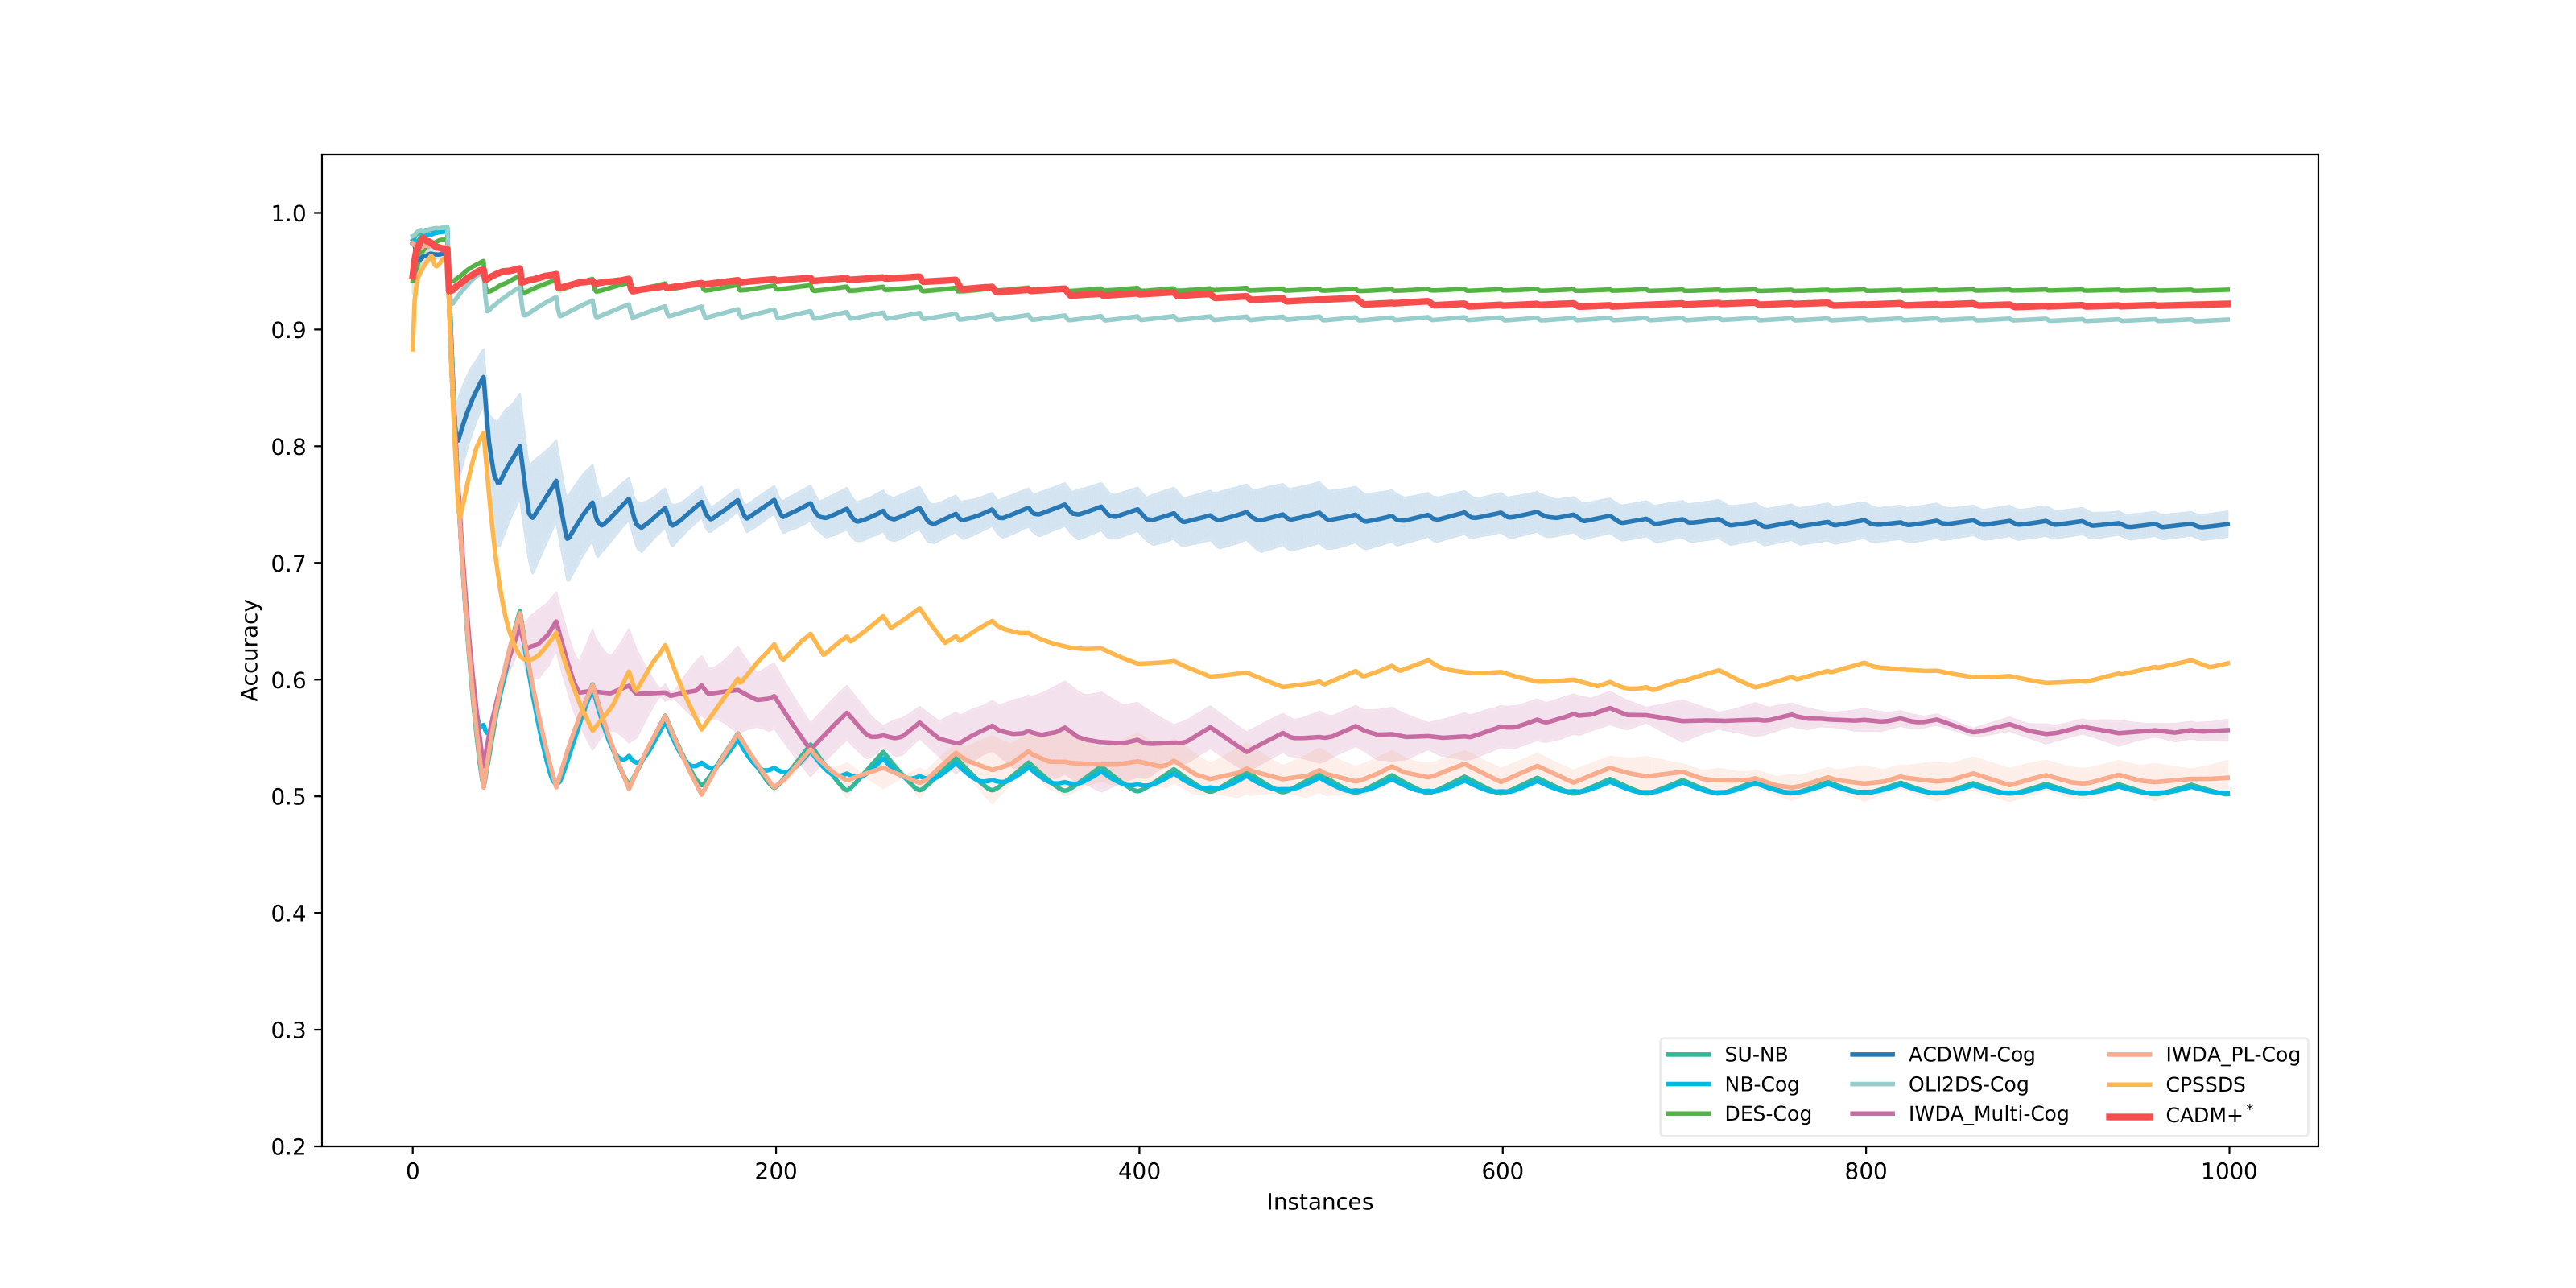 1.0
0.9
0.8
0.7
0.6
0.5
0.4
0.3
0.2
Accuracy
0 200 400 600 800 1000
Instances
SU-NB
NB-Cog
DES-Cog
ACDWM-Cog
OLI2DS-Cog
IWDA_Multi-Cog
IWDA_PL-Cog
CPSSDS
CADM+*